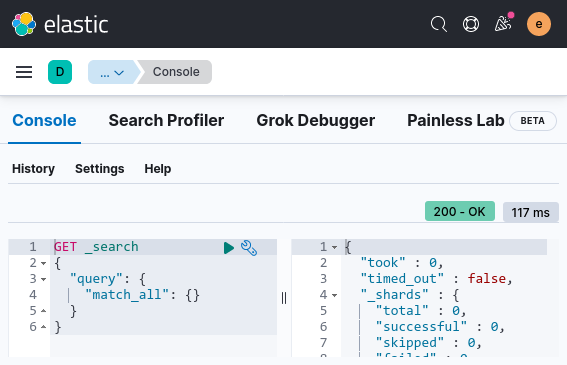 elastic
e
D
... Console
Console Search Profiler Grok Debugger Painless Lab BETA
History Settings Help
200 - OK 117 ms
1 GET _search
2 {
3 "query": {
4 "match_all": {}
5 }
6 }
1 {
2 "took" : 0,
3 "timed_out" : false,
4 "_shards" : {
5 "total" : 0,
6 "successful" : 0,
7 "skipped" : 0,
8 "failed" : 0,